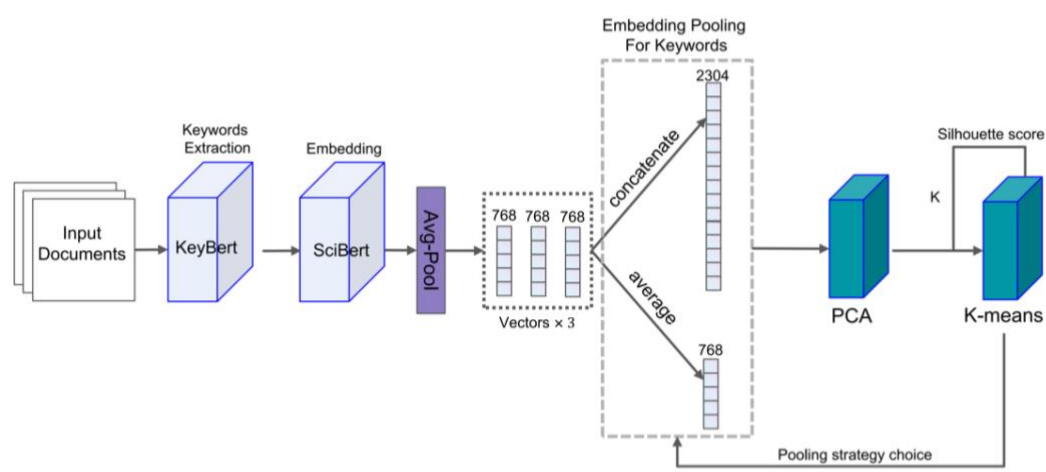 Embedding Pooling
For Keywords
2304
Keywords
Extraction
Embedding
Silhouette score
concatenate
K
Input
Documents
KeyBert
SciBert
Avg-Pool
768 768 768
Vectors × 3
average
768
PCA
K-means
Pooling strategy choice